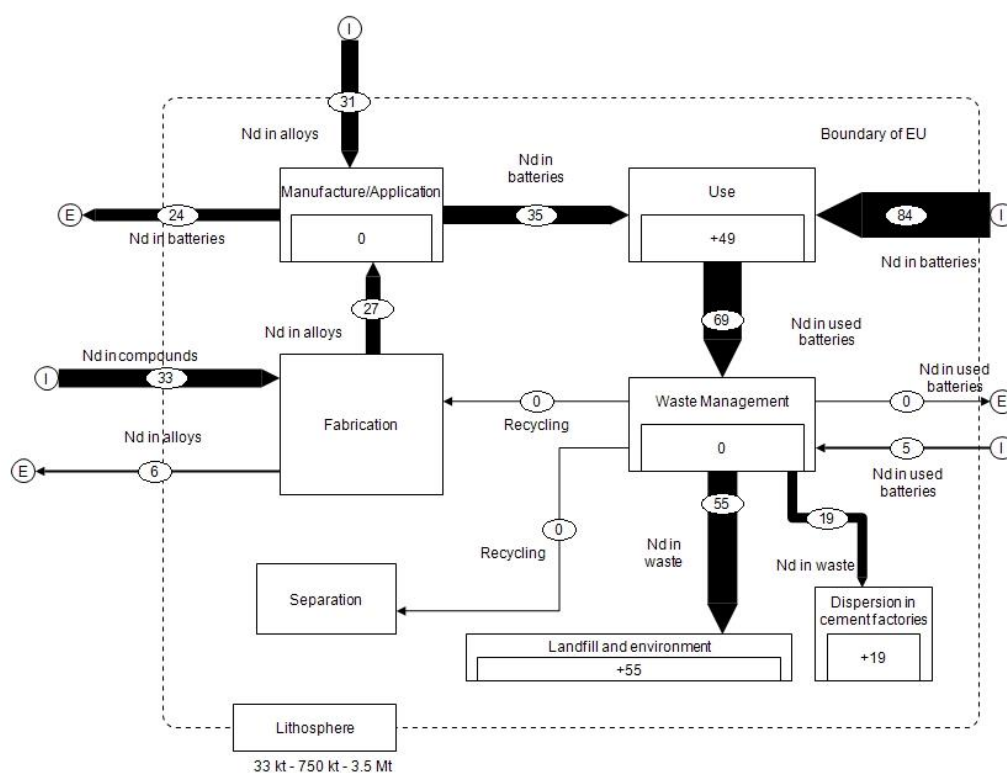 I
31
Nd in alloys
Boundary of EU
Manufacture/Application
0
Nd in
batteries
35
Use
+49
84
I
Nd in batteries
E
24
Nd in batteries
27
Nd in alloys
69
Nd in used
batteries
Nd in compounds
I
33
Fabrication
0
Recycling
Waste Management
0
Nd in used
batteries
0
E
5
I
Nd in used
batteries
Nd in alloys
E
6
0
Recycling
55
Nd in
waste
19
Nd in waste
Separation
Landfill and environment
+55
Dispersion in
cement factories
+19
Lithosphere
33 kt - 750 kt - 3.5 Mt